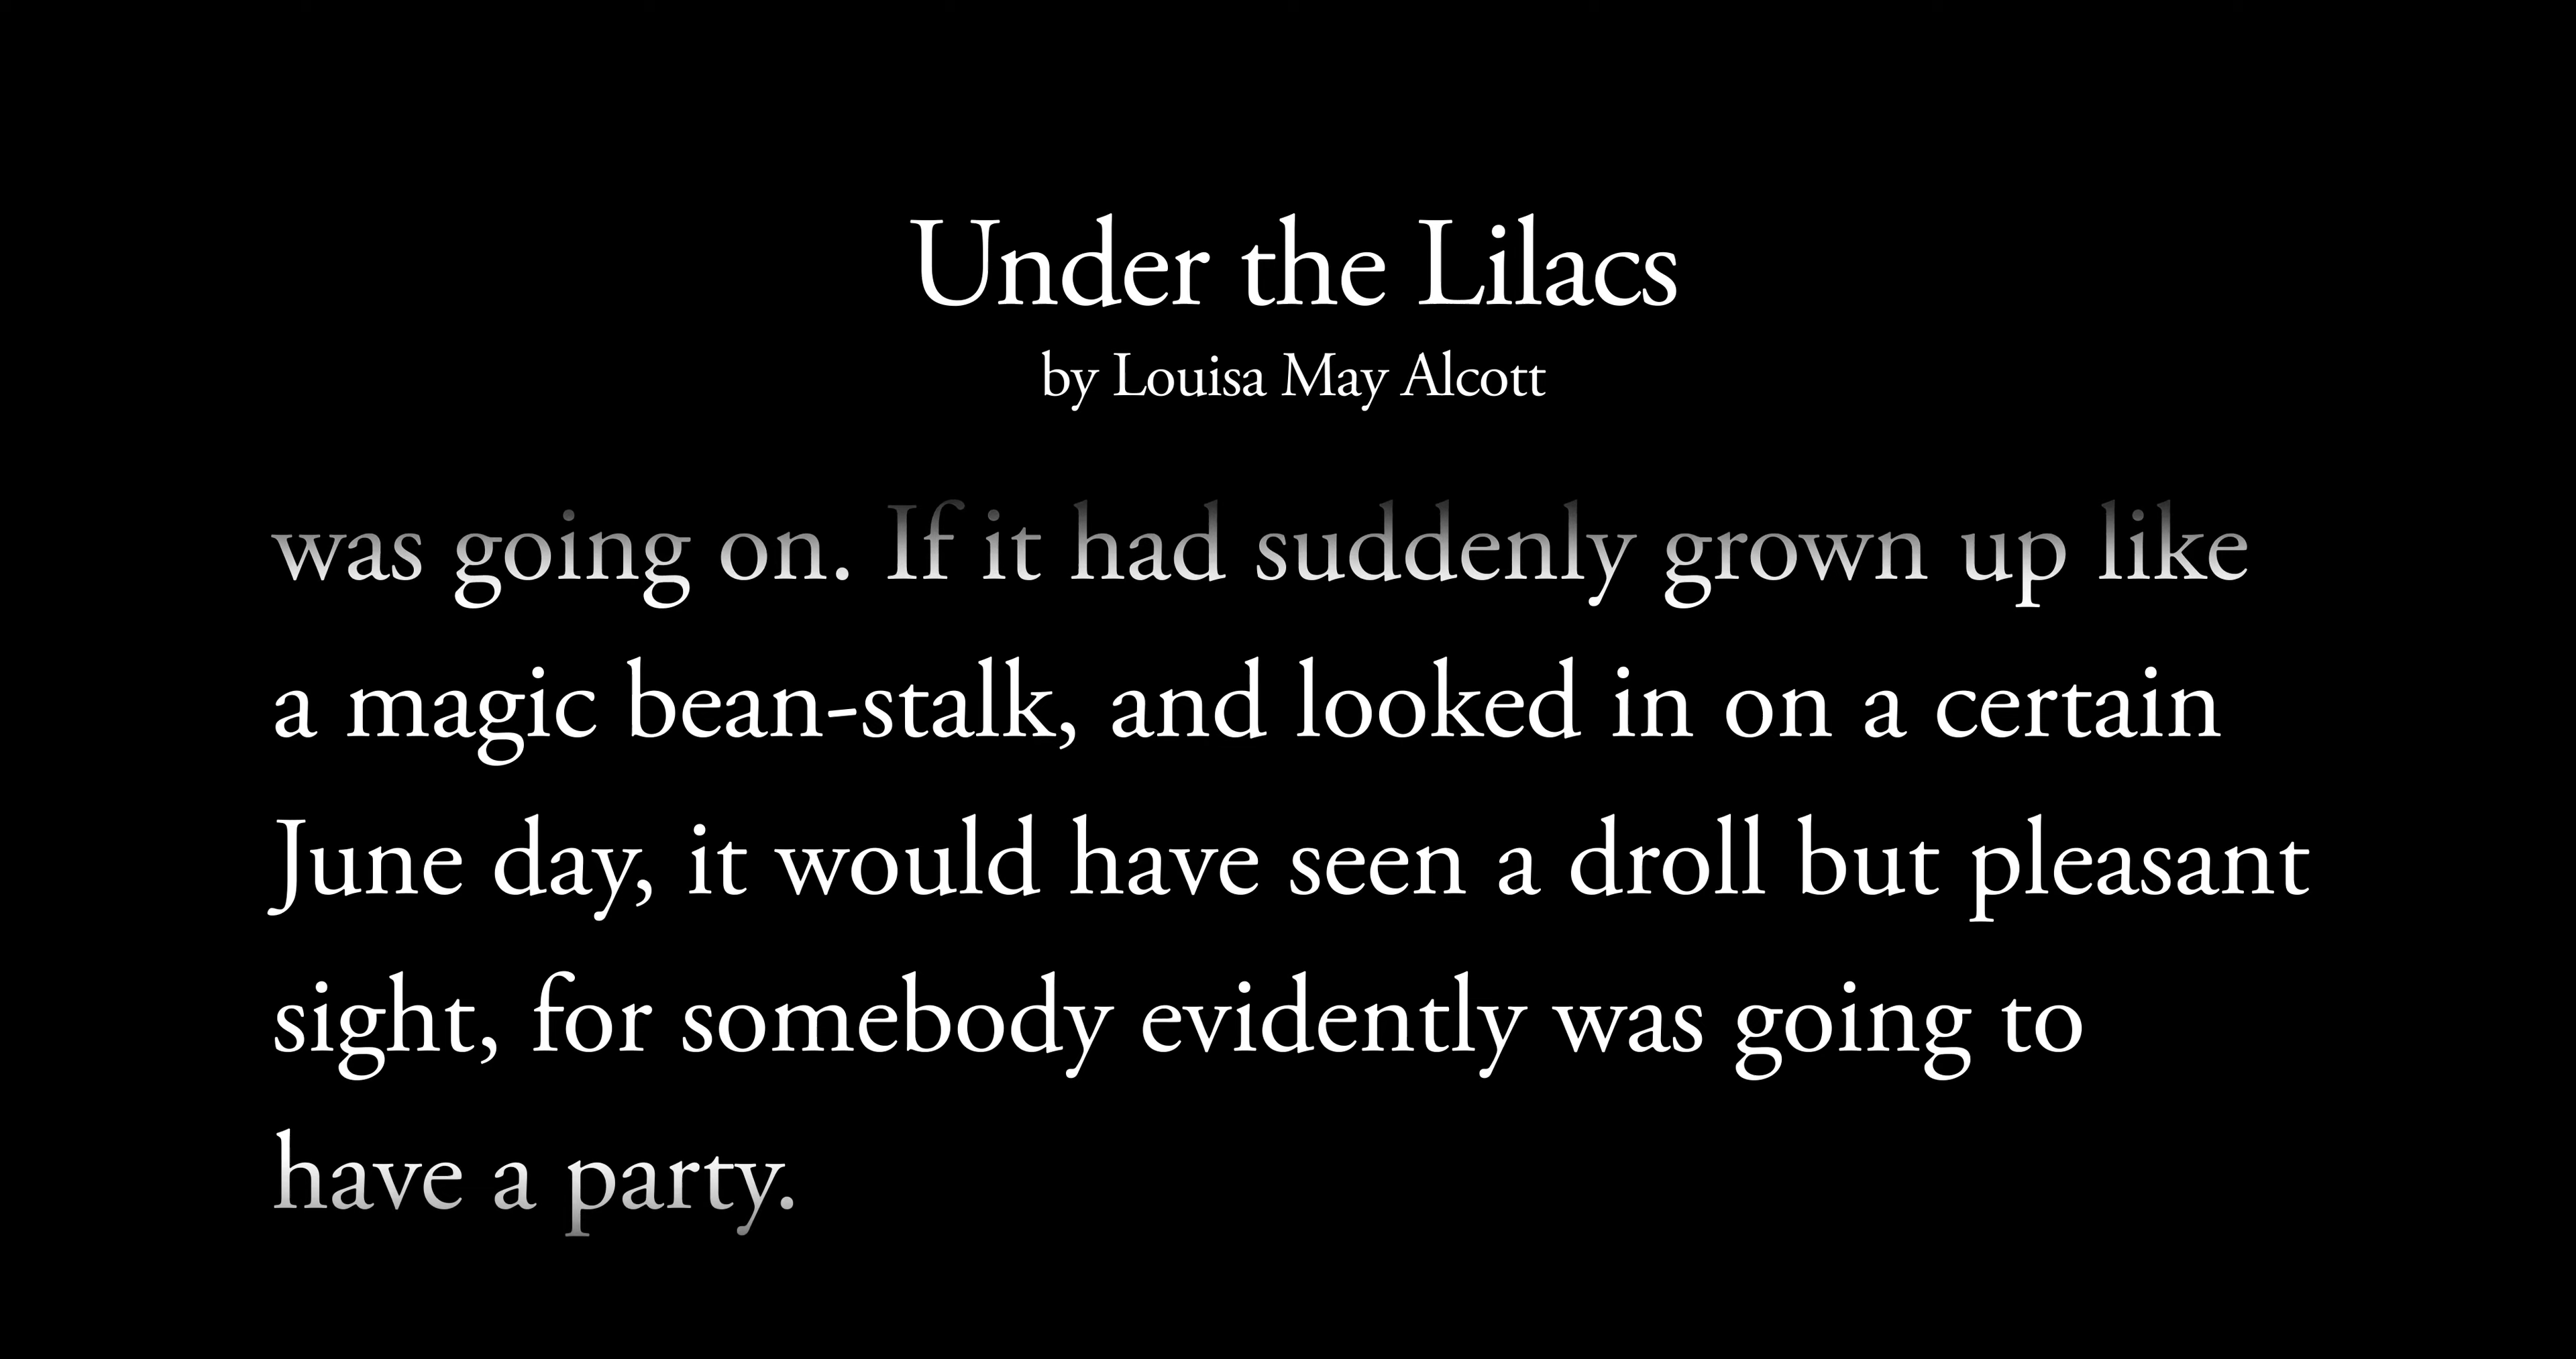 Under the Lilacs
by Louisa May Alcott
was going on. If it had suddenly grown up like
a magic bean-stalk, and looked in on a certain
June day, it would have seen a droll but pleasant
sight, for somebody evidently was going to
have a party.